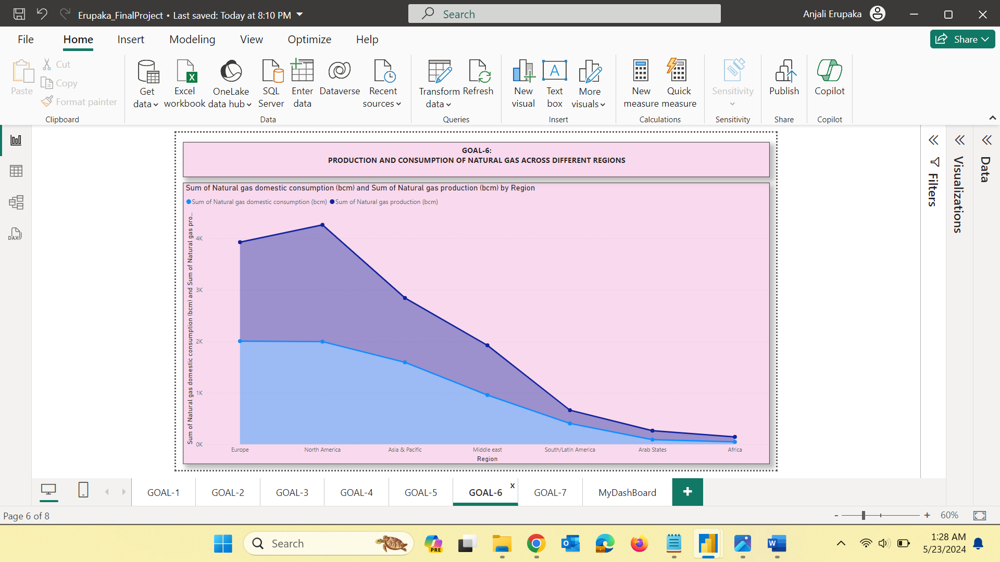 Erupaka_FinalProject • Last saved: Today at 8:10 PM
Search
Anjali Erupaka
File Home Insert Modeling View Optimize Help
Share
Paste
Cut
Copy
Format painter
Clipboard
Get data
Excel workbook
OneLake data hub
SQL Server
Enter data
Dataverse
Recent sources
Data
Transform data
Refresh
Queries
New visual
Text box
More visuals
Insert
New measure
Quick measure
Calculations
Sensitivity
Sensitivity
Publish
Share
Copilot
Copilot
DAX
GOAL-6:
PRODUCTION AND CONSUMPTION OF NATURAL GAS ACROSS DIFFERENT REGIONS
Sum of Natural gas domestic consumption (bcm) and Sum of Natural gas production (bcm) by Region
Sum of Natural gas domestic consumption (bcm) Sum of Natural gas production (bcm)
Sum of Natural gas domestic consumption (bcm) and Sum of Natural gas pro...
4K
3K
2K
1K
0K
Europe North America Asia & Pacific Middle east South/Latin America Arab States Africa
Region
Filters
Visualizations
Data
GOAL-1 GOAL-2 GOAL-3 GOAL-4 GOAL-5 GOAL-6 x GOAL-7 MyDashBoard +
Page 6 of 8
- + 60%
Search
PRE
1:28 AM
5/23/2024